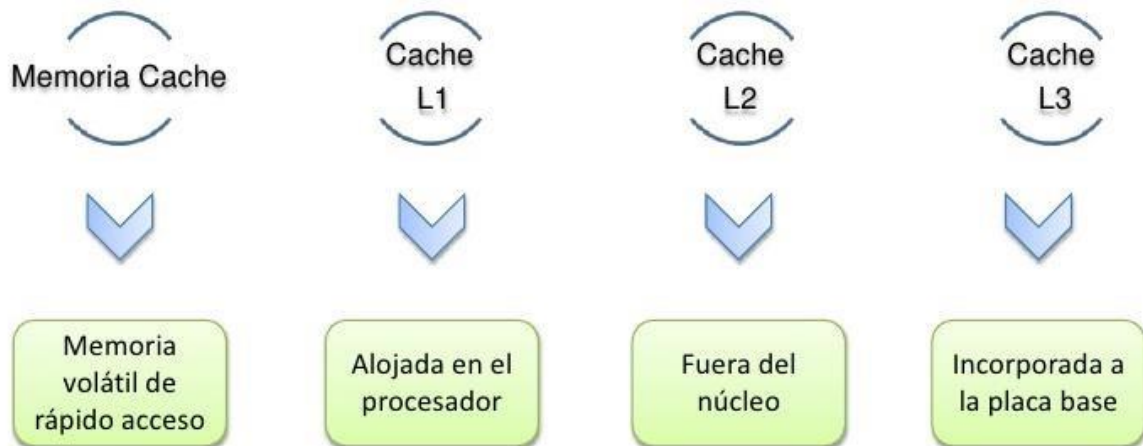 Memoria Cache
Cache
L1
Cache
L2
Cache
L3
Memoria
volátil de
rápido acceso
Alojada en el
procesador
Fuera del
núcleo
Incorporada a
la placa base